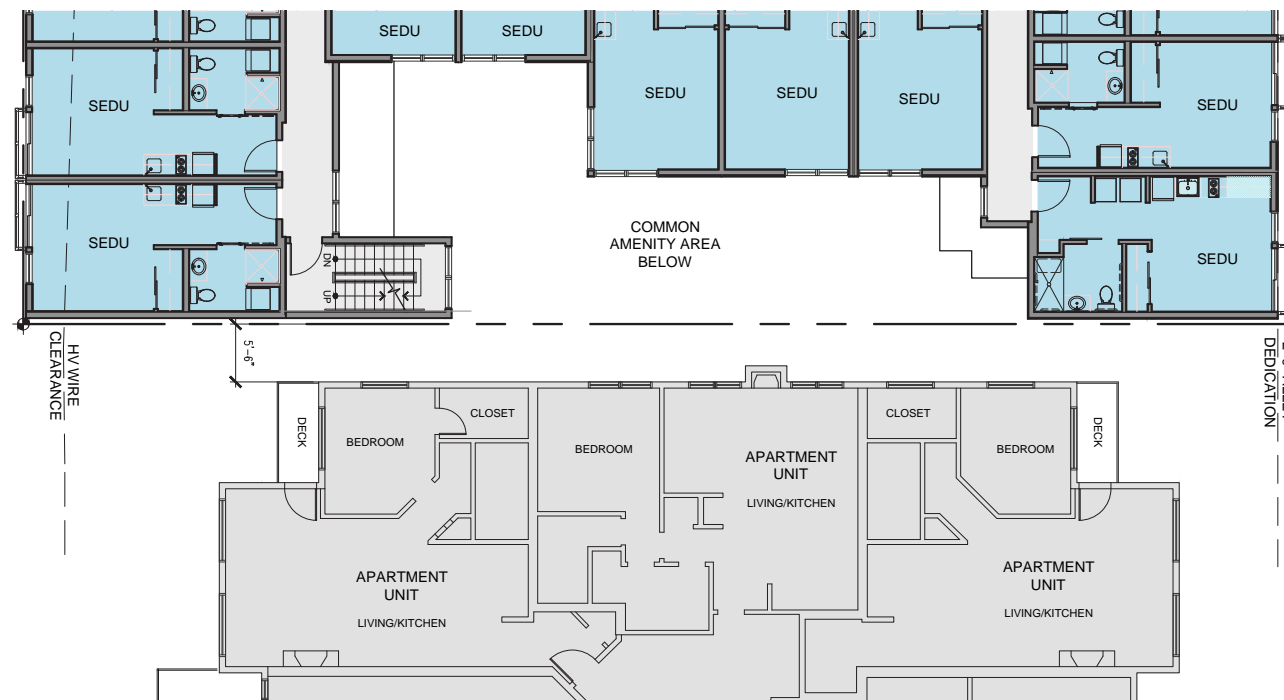 SEDU
SEDU
SEDU
SEDU
SEDU
SEDU
SEDU
SEDU
COMMON
AMENITY AREA
BELOW
SEDU
SEDU
DN
UP
5'-6"
HV WIRE
CLEARANCE
DEDICATION
DECK
BEDROOM
CLOSET
BEDROOM
APARTMENT
UNIT
LIVING/KITCHEN
CLOSET
BEDROOM
DECK
APARTMENT
UNIT
LIVING/KITCHEN
APARTMENT
UNIT
LIVING/KITCHEN